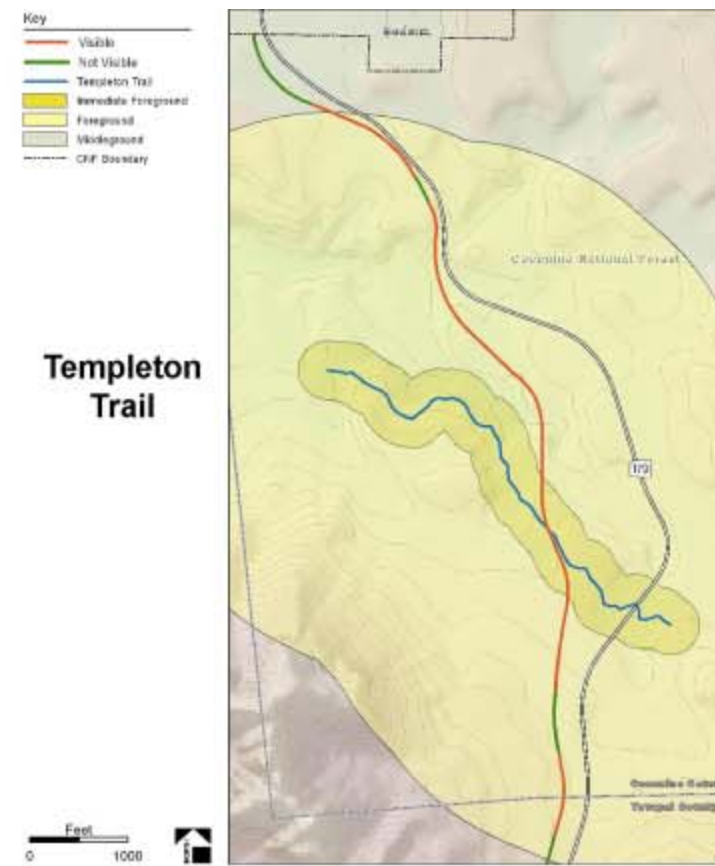 Key
Visible
Not Visible
Templeton Trail
Immediate Foreground
Foreground
Middleground
CNF Boundary
Templeton
Trail
Coconino National Forest
179
Feet
0 1000